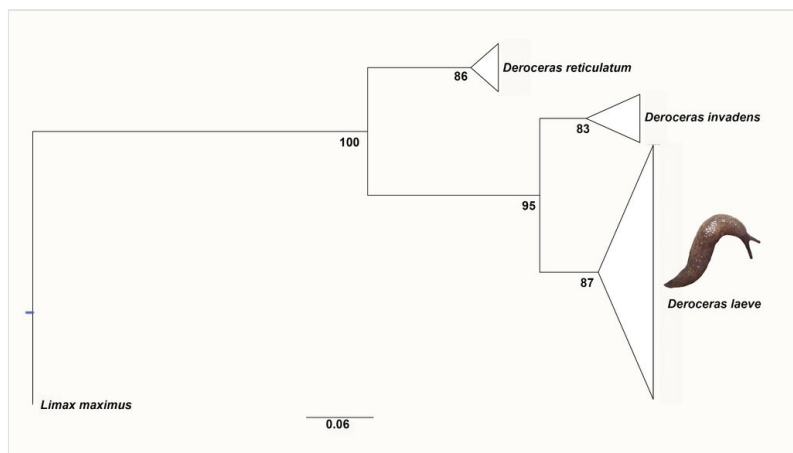 Deroceras reticulatum
86
Deroceras invadens
83
100
95
87
Deroceras laeve
Limax maximus
0.06